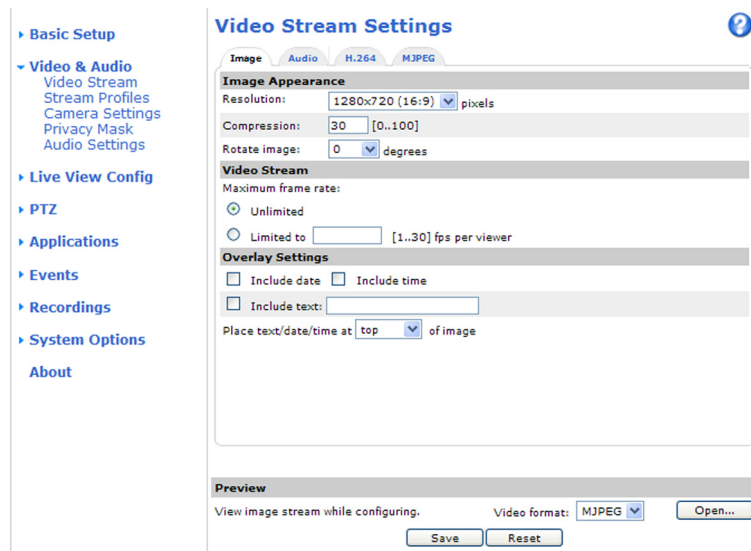 Basic Setup
Video & Audio
Video Stream
Stream Profiles
Camera Settings
Privacy Mask
Audio Settings
Live View Config
PTZ
Applications
Events
Recordings
System Options
About
Video Stream Settings
?
Image Audio H.264 MJPEG
Image Appearance
Resolution: 1280x720 (16:9) pixels
Compression: 30 [0..100]
Rotate image: 0 degrees
Video Stream
Maximum frame rate:
Unlimited
Limited to [1..30] fps per viewer
Overlay Settings
Include date Include time
Include text:
Place text/date/time at top of image
Preview
View image stream while configuring. Video format: MJPEG Open...
Save Reset